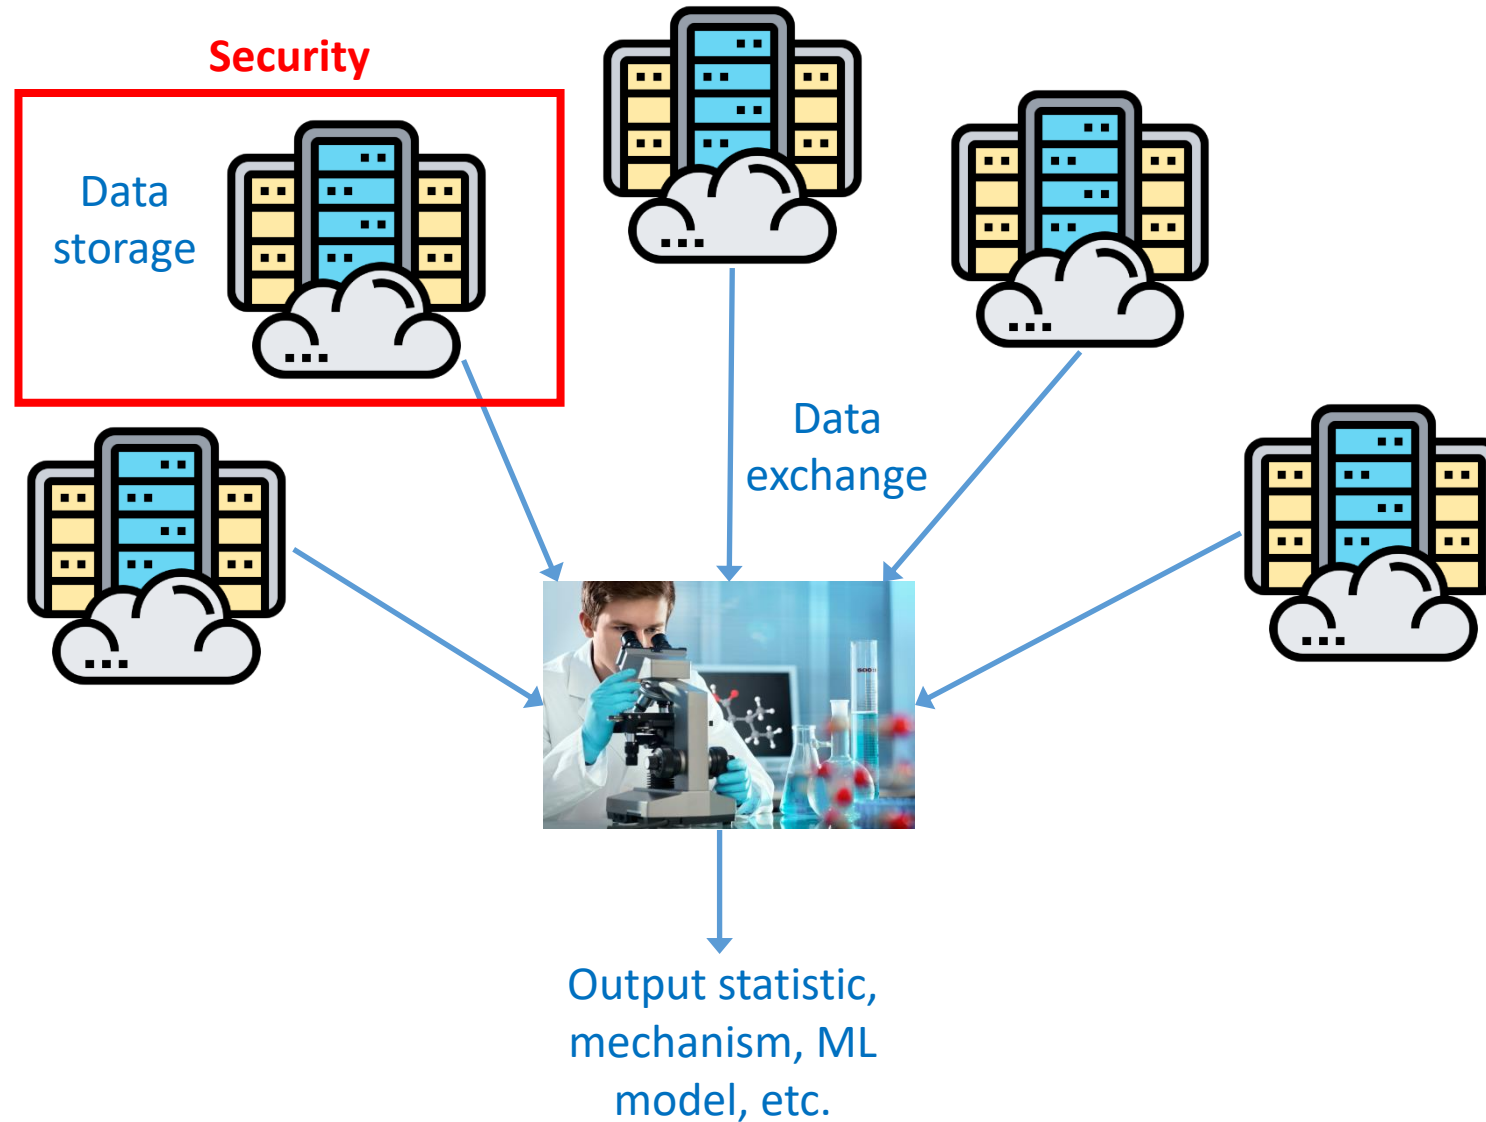 Security
Data
storage
Data
exchange
Output statistic,
mechanism, ML
model, etc.